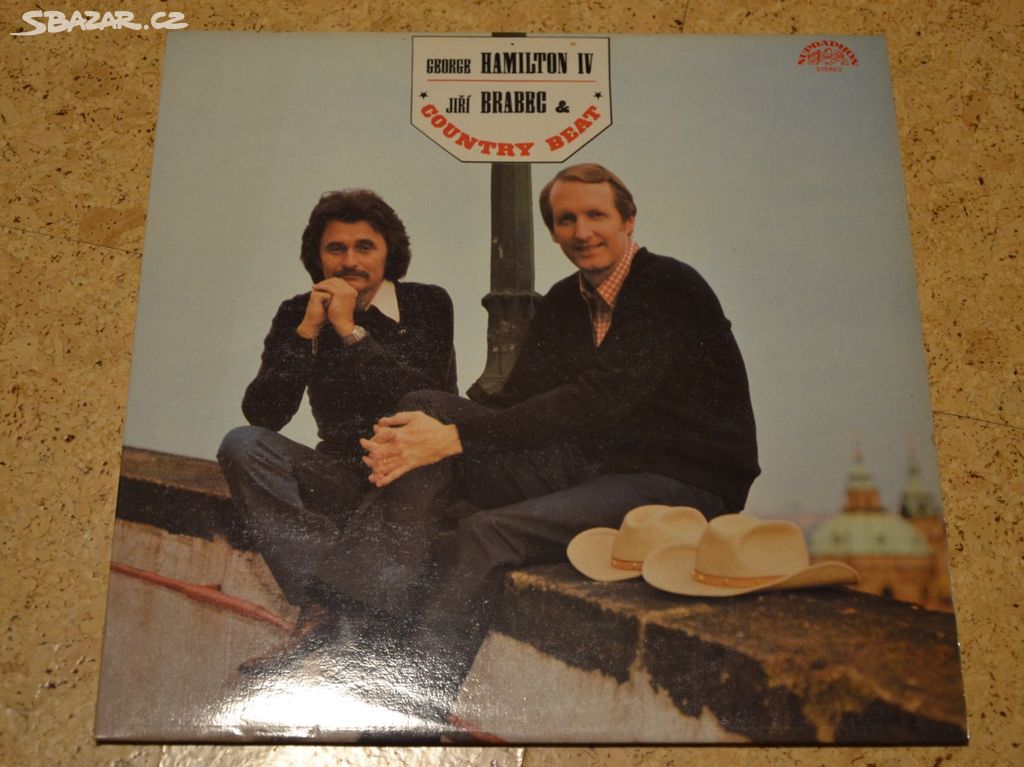 SBAZAR.CZ
GEORGE HAMILTON IV
JIŘÍ BRABEC &
COUNTRY BEAT
SUPRAPHON
STEREO